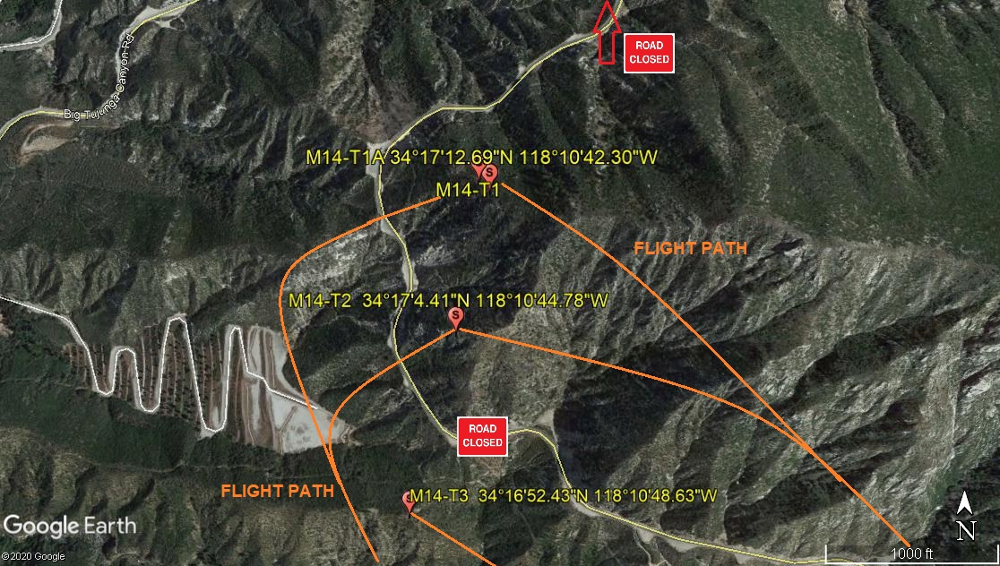 ROAD
CLOSED
Big Tujunga Canyon Rd
M14-T1A 34°17'12.69"N 118°10'42.30"W
S
M14-T1
FLIGHT PATH
M14-T2 34°17'4.41"N 118°10'44.78"W
S
ROAD
CLOSED
FLIGHT PATH
M14-T3 34°16'52.43"N 118°10'48.63"W
Google Earth
N
1000 ft
©2020 Google